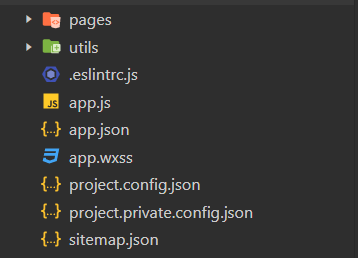 pages
utils
.eslintrc.js
JS app.js
{..} app.json
app.wxss
{..} project.config.json
{..} project.private.config.json
{..} sitemap.json